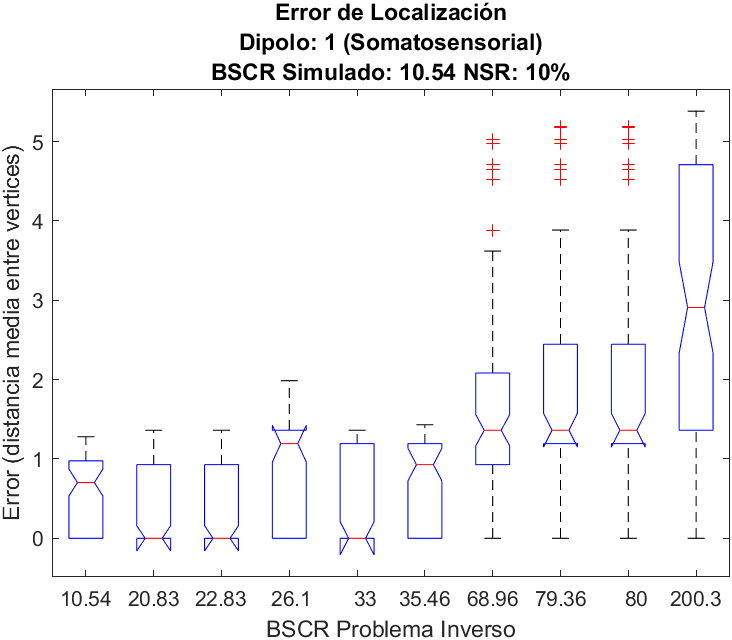 Error de Localización
Dipolo: 1 (Somatosensorial)
BSCR Simulado: 10.54 NSR: 10%
Error (distancia media entre vertices)
5
4
3
2
1
0
10.54 20.83 22.83 26.1 33 35.46 68.96 79.36 80 200.3
BSCR Problema Inverso